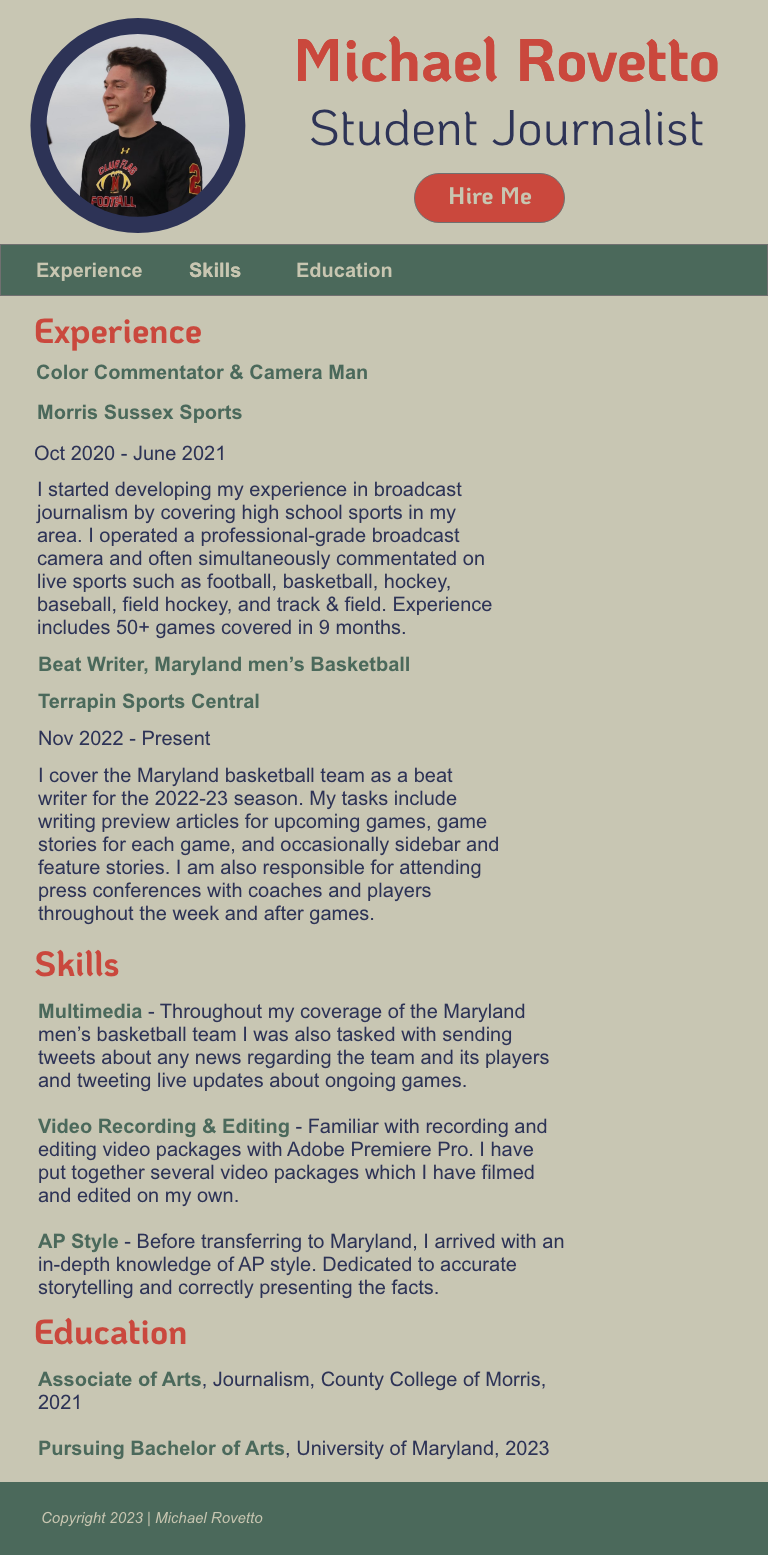 Michael Rovetto
Student Journalist
CLASS FLAG
FOOTBALL
2
Hire Me
Experience Skills Education
Experience
Color Commentator & Camera Man
Morris Sussex Sports
Oct 2020 - June 2021
I started developing my experience in broadcast
journalism by covering high school sports in my
area. I operated a professional-grade broadcast
camera and often simultaneously commentated on
live sports such as football, basketball, hockey,
baseball, field hockey, and track & field. Experience
includes 50+ games covered in 9 months.
Beat Writer, Maryland men’s Basketball
Terrapin Sports Central
Nov 2022 - Present
I cover the Maryland basketball team as a beat
writer for the 2022-23 season. My tasks include
writing preview articles for upcoming games, game
stories for each game, and occasionally sidebar and
feature stories. I am also responsible for attending
press conferences with coaches and players
throughout the week and after games.
Skills
Multimedia - Throughout my coverage of the Maryland
men’s basketball team I was also tasked with sending
tweets about any news regarding the team and its players
and tweeting live updates about ongoing games.
Video Recording & Editing - Familiar with recording and
editing video packages with Adobe Premiere Pro. I have
put together several video packages which I have filmed
and edited on my own.
AP Style - Before transferring to Maryland, I arrived with an
in-depth knowledge of AP style. Dedicated to accurate
storytelling and correctly presenting the facts.
Education
Associate of Arts, Journalism, County College of Morris,
2021
Pursuing Bachelor of Arts, University of Maryland, 2023
Copyright 2023 | Michael Rovetto